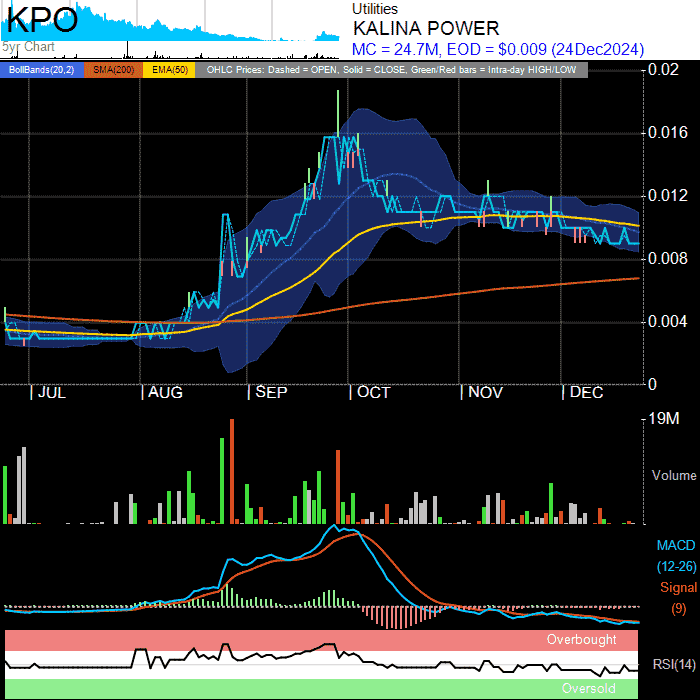 KPO
5yr Chart
Utilities
KALINA POWER
MC = 24.7M, EOD = $0.009 (24Dec2024)
BollBands(20,2) SMA(200) EMA(50) OHLC Prices: Dashed = OPEN, Solid = CLOSE, Green/Red bars = Intra-day HIGH/LOW
0.02
0.016
0.012
0.008
0.004
0
JUL AUG SEP OCT NOV DEC
19M
Volume
MACD
(12-26)
Signal
(9)
Overbought
RSI(14)
Oversold